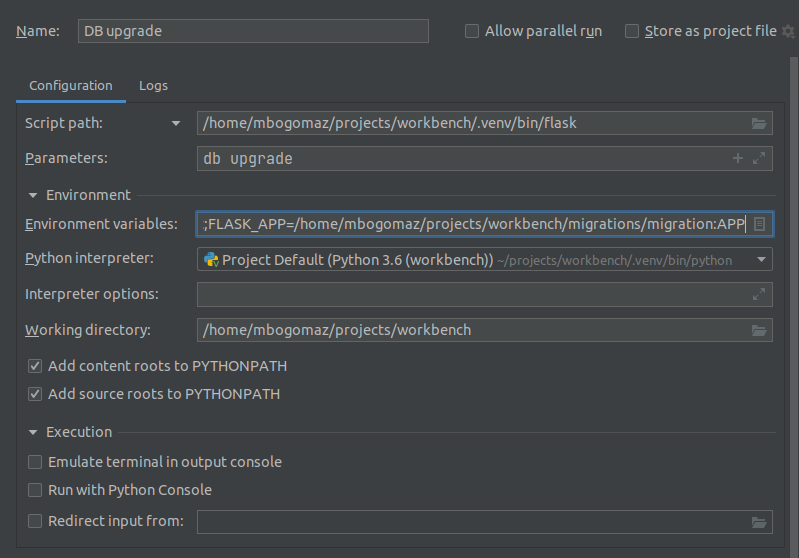 Name: DB upgrade Allow parallel run Store as project file
Configuration Logs
Script path: /home/mbogomaz/projects/workbench/.venv/bin/flask
Parameters: db upgrade
Environment
Environment variables: ;FLASK_APP=/home/mbogomaz/projects/workbench/migrations/migration:APP
Python interpreter: Project Default (Python 3.6 (workbench)) ~/projects/workbench/.venv/bin/python
Interpreter options:
Working directory: /home/mbogomaz/projects/workbench
Add content roots to PYTHONPATH
Add source roots to PYTHONPATH
Execution
Emulate terminal in output console
Run with Python Console
Redirect input from: